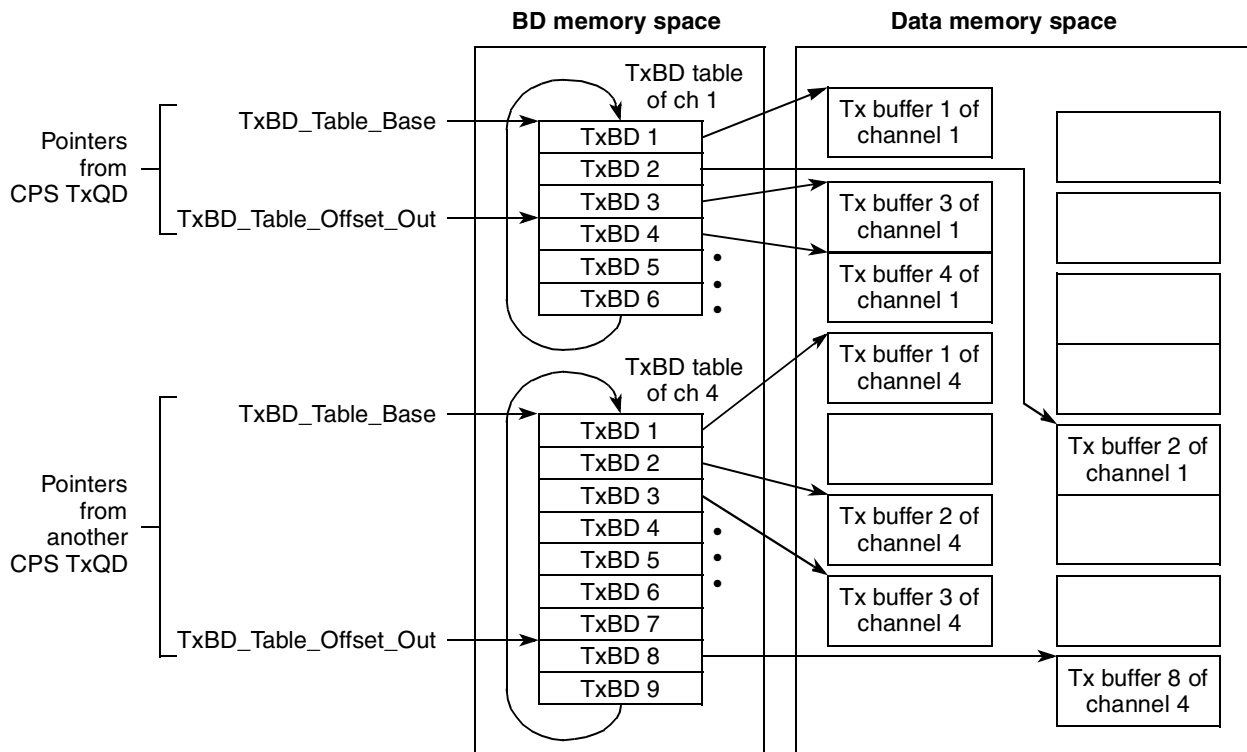 BD memory space
Data memory space
Pointers
from
CPS TxQD
TxBD_Table_Base
TxBD_Table_Offset_Out
TxBD table
of ch 1
TxBD 1
TxBD 2
TxBD 3
TxBD 4
TxBD 5
TxBD 6
Tx buffer 1 of
channel 1
Tx buffer 3 of
channel 1
Tx buffer 4 of
channel 1
Pointers
from
another
CPS TxQD
TxBD_Table_Base
TxBD_Table_Offset_Out
TxBD table
of ch 4
TxBD 1
TxBD 2
TxBD 3
TxBD 4
TxBD 5
TxBD 6
TxBD 7
TxBD 8
TxBD 9
Tx buffer 1 of
channel 4
Tx buffer 2 of
channel 4
Tx buffer 3 of
channel 4
Tx buffer 2 of
channel 1
Tx buffer 8 of
channel 4